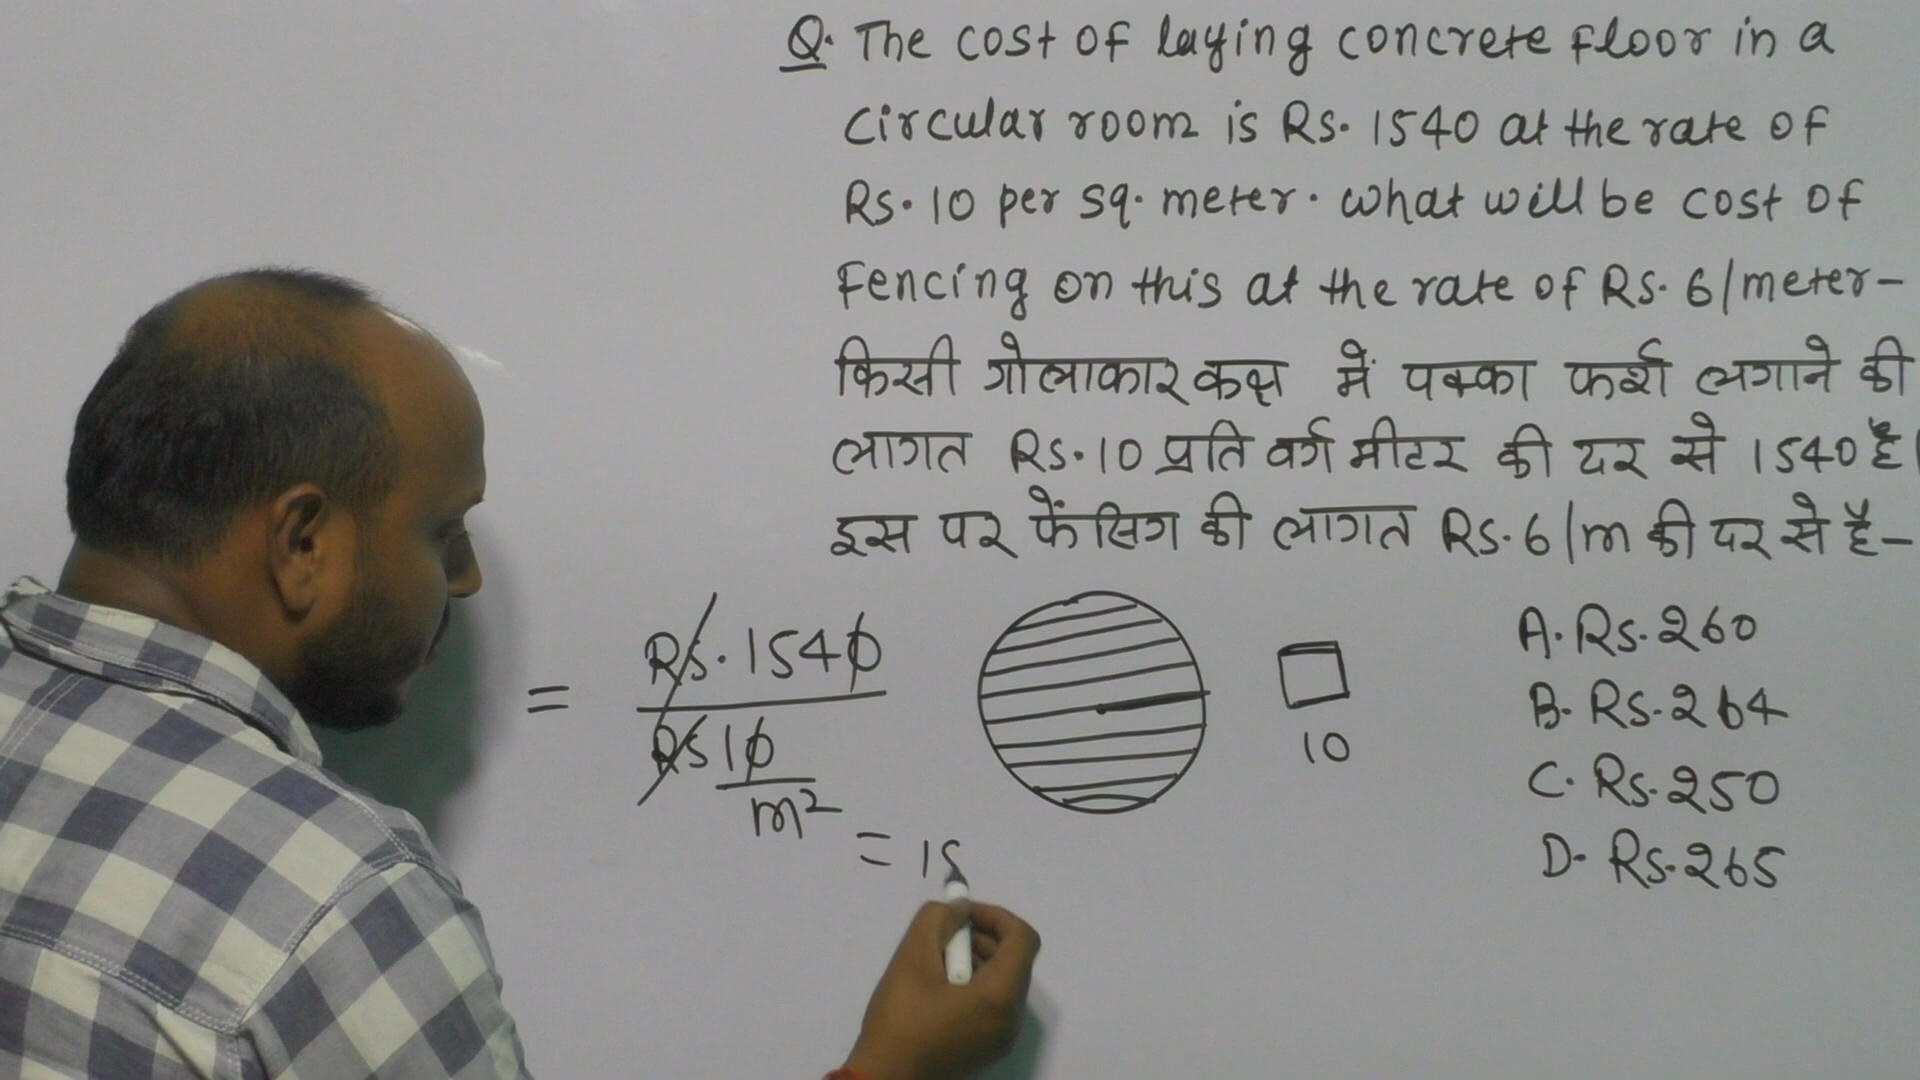 Q. The cost of laying concrete floor in a
circular room is Rs. 1540 at the rate of
Rs. 10 per sq. meter. what will be cost of
Fencing on this at the rate of Rs. 6/meter-
किसी गोलाकार कक्ष में पक्का फर्श लगाने की
लागत Rs. 10 प्रति वर्ग मीटर की दर से 1540 है।
इस पर फेंसिग की लागत Rs. 6/m की दर से है-
= Rs. 1540
Rs 10
m²
= 15
10
A. Rs. 260
B. Rs. 264
C. Rs. 250
D. Rs. 265